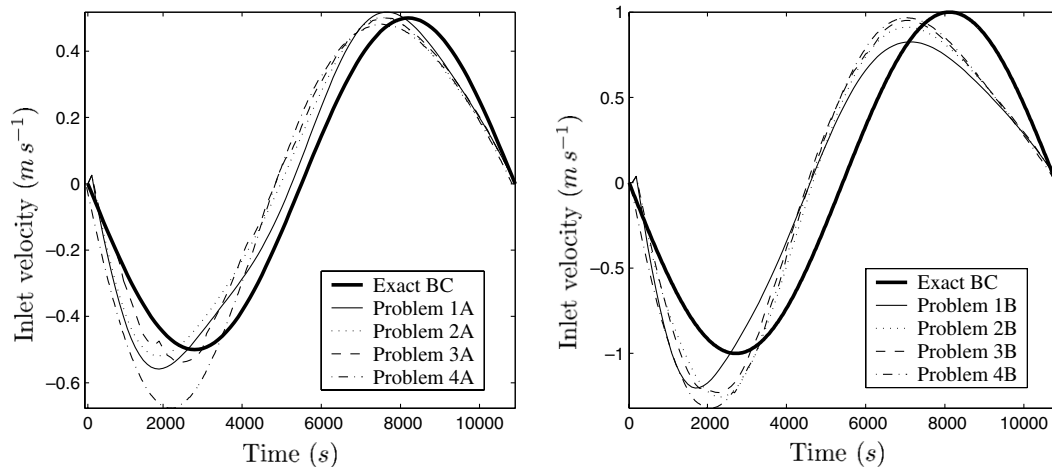 0.4
0.2
0
−0.2
−0.4
−0.6
0 2000 4000 6000 8000 10000
Inlet velocity (m s⁻¹)
Time (s)
Exact BC
Problem 1A
Problem 2A
Problem 3A
Problem 4A
1
0.5
0
−0.5
−1
0 2000 4000 6000 8000 10000
Inlet velocity (m s⁻¹)
Time (s)
Exact BC
Problem 1B
Problem 2B
Problem 3B
Problem 4B